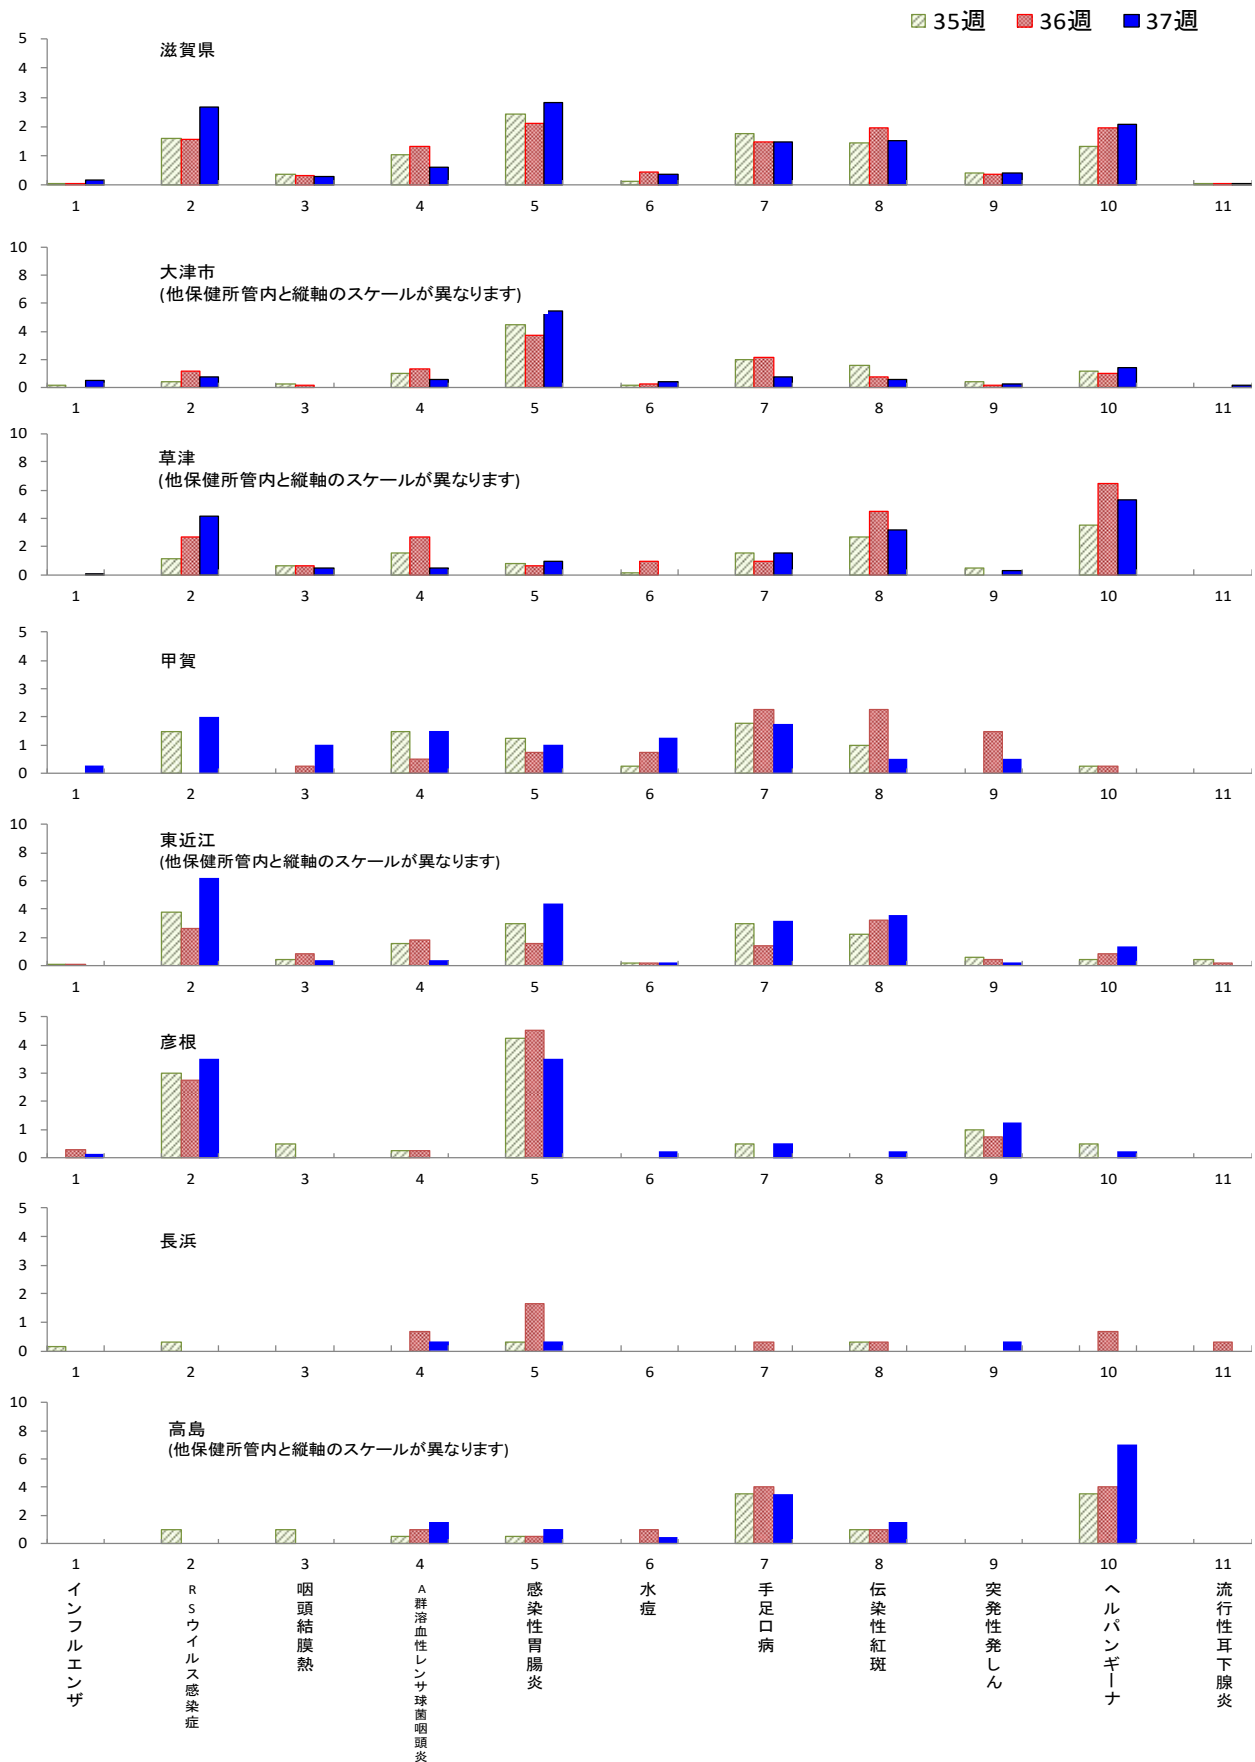 35週 36週 37週
滋賀県
5
4
3
2
1
0
1 2 3 4 5 6 7 8 9 10 11
大津市
(他保健所管内と縦軸のスケールが異なります)
10
8
6
4
2
0
1 2 3 4 5 6 7 8 9 10 11
草津
(他保健所管内と縦軸のスケールが異なります)
10
8
6
4
2
0
1 2 3 4 5 6 7 8 9 10 11
甲賀
5
4
3
2
1
0
1 2 3 4 5 6 7 8 9 10 11
東近江
(他保健所管内と縦軸のスケールが異なります)
10
8
6
4
2
0
1 2 3 4 5 6 7 8 9 10 11
彦根
5
4
3
2
1
0
1 2 3 4 5 6 7 8 9 10 11
長浜
5
4
3
2
1
0
1 2 3 4 5 6 7 8 9 10 11
高島
(他保健所管内と縦軸のスケールが異なります)
10
8
6
4
2
0
1 2 3 4 5 6 7 8 9 10 11
インフルエンザ
RSウイルス感染症
咽頭結膜熱
A群溶血性レンサ球菌咽頭炎
感染性胃腸炎
水痘
手足口病
伝染性紅斑
突発性発しん
ヘルパンギーナ
流行性耳下腺炎